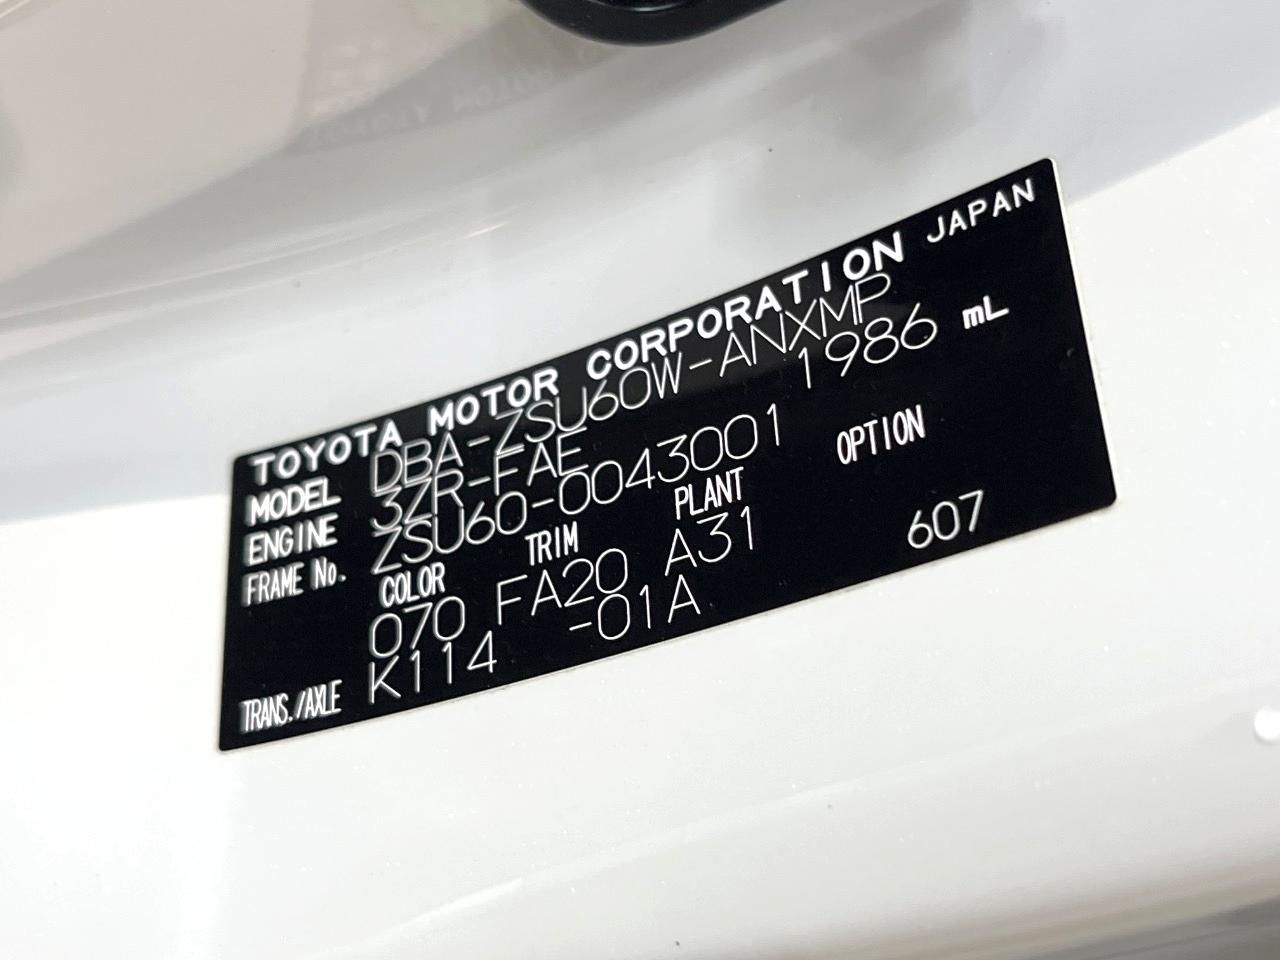 TOYOTA MOTOR CORPORATION JAPAN
MODEL DBA-ZSU60W-ANXMP
ENGINE 3ZR-FAE 1986 mL
FRAME No. ZSU60-0043001
COLOR TRIM PLANT OPTION
070 FA20 A31 607
TRANS./AXLE K114 -01A